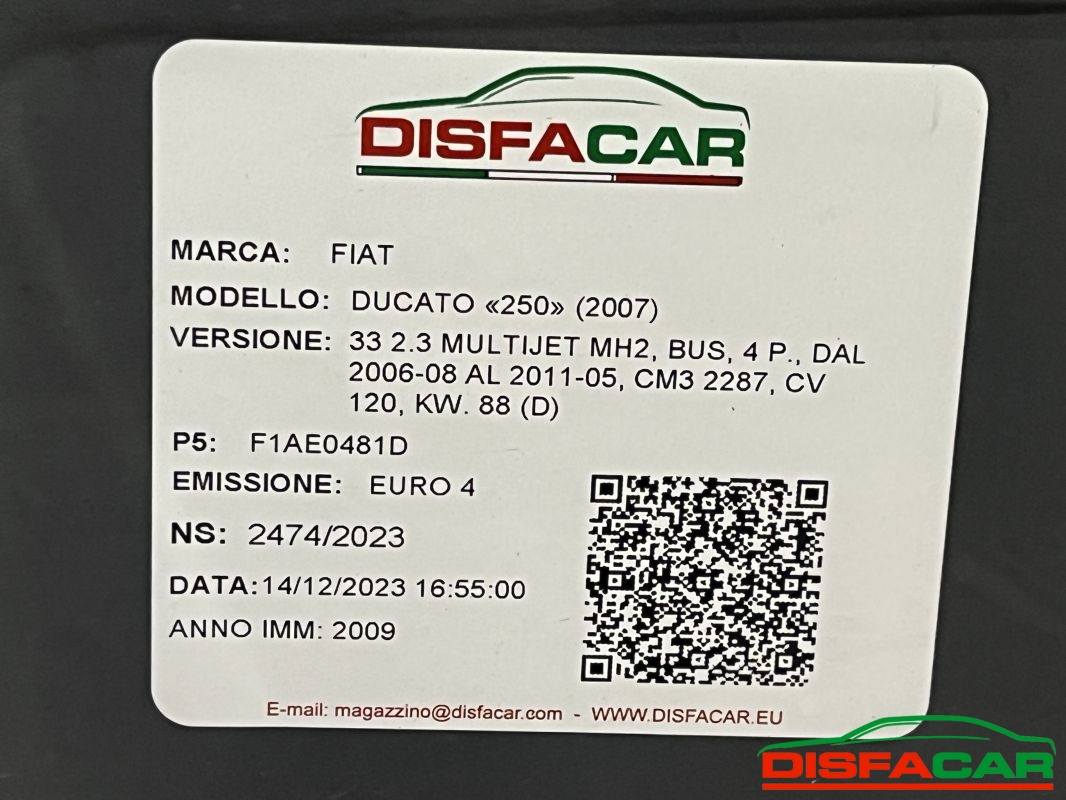 DISFACAR
MARCA: FIAT
MODELLO: DUCATO «250» (2007)
VERSIONE: 33 2.3 MULTIJET MH2, BUS, 4 P., DAL
2006-08 AL 2011-05, CM3 2287, CV
120, KW. 88 (D)
P5: F1AE0481D
EMISSIONE: EURO 4
NS: 2474/2023
DATA:14/12/2023 16:55:00
ANNO IMM: 2009
E-mail: magazzino@disfacar.com - WWW.DISFACAR.EU
DISFACAR